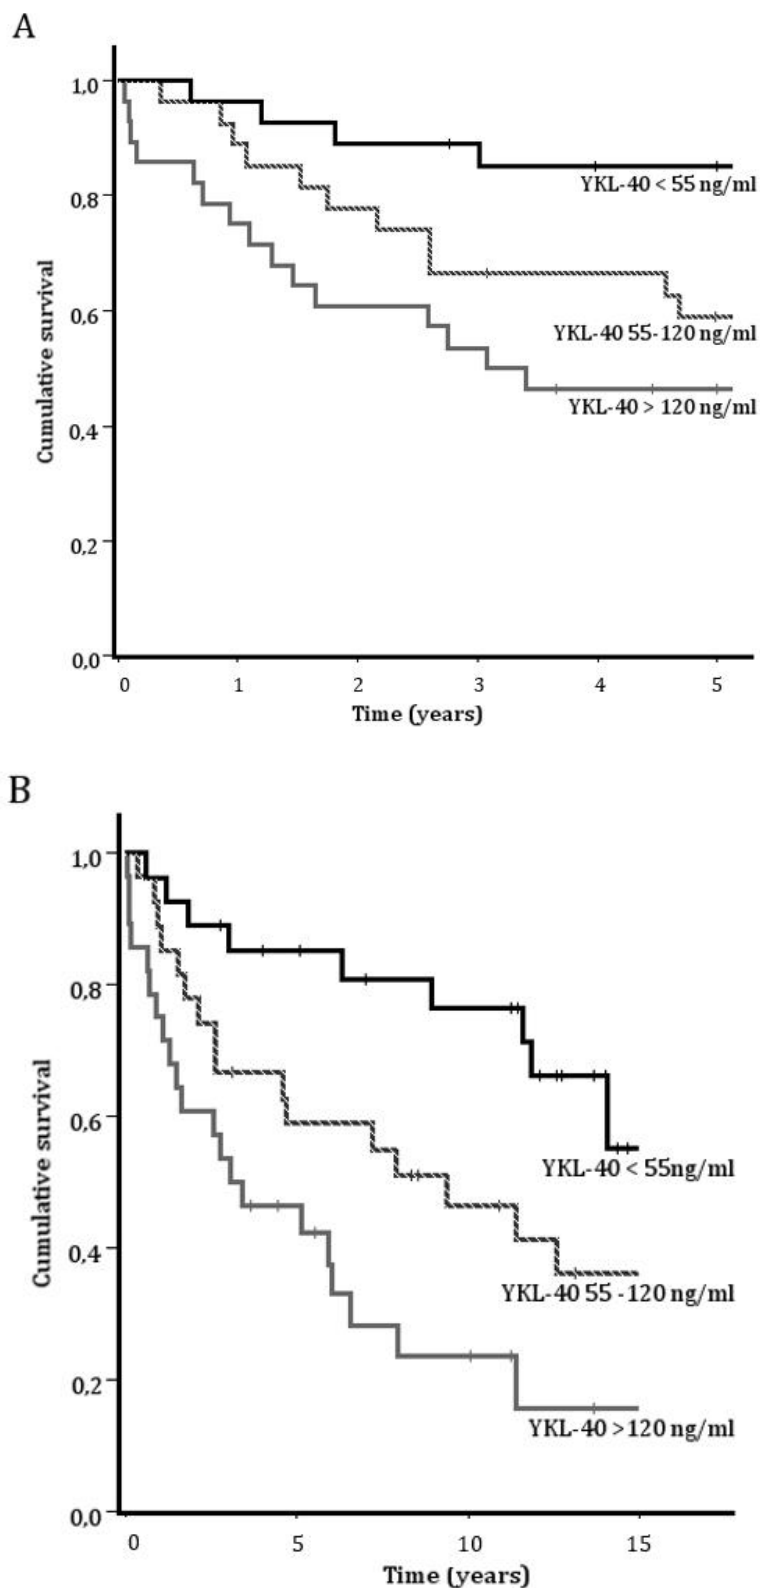 A
1,0
0,8
0,6
0,4
0,2
0,0
Cumulative survival
YKL-40 < 55 ng/ml
YKL-40 55-120 ng/ml
YKL-40 > 120 ng/ml
0 1 2 3 4 5
Time (years)
B
1,0
0,8
0,6
0,4
0,2
0,0
Cumulative survival
YKL-40 < 55ng/ml
YKL-40 55 -120 ng/ml
YKL-40 >120 ng/ml
0 5 10 15
Time (years)